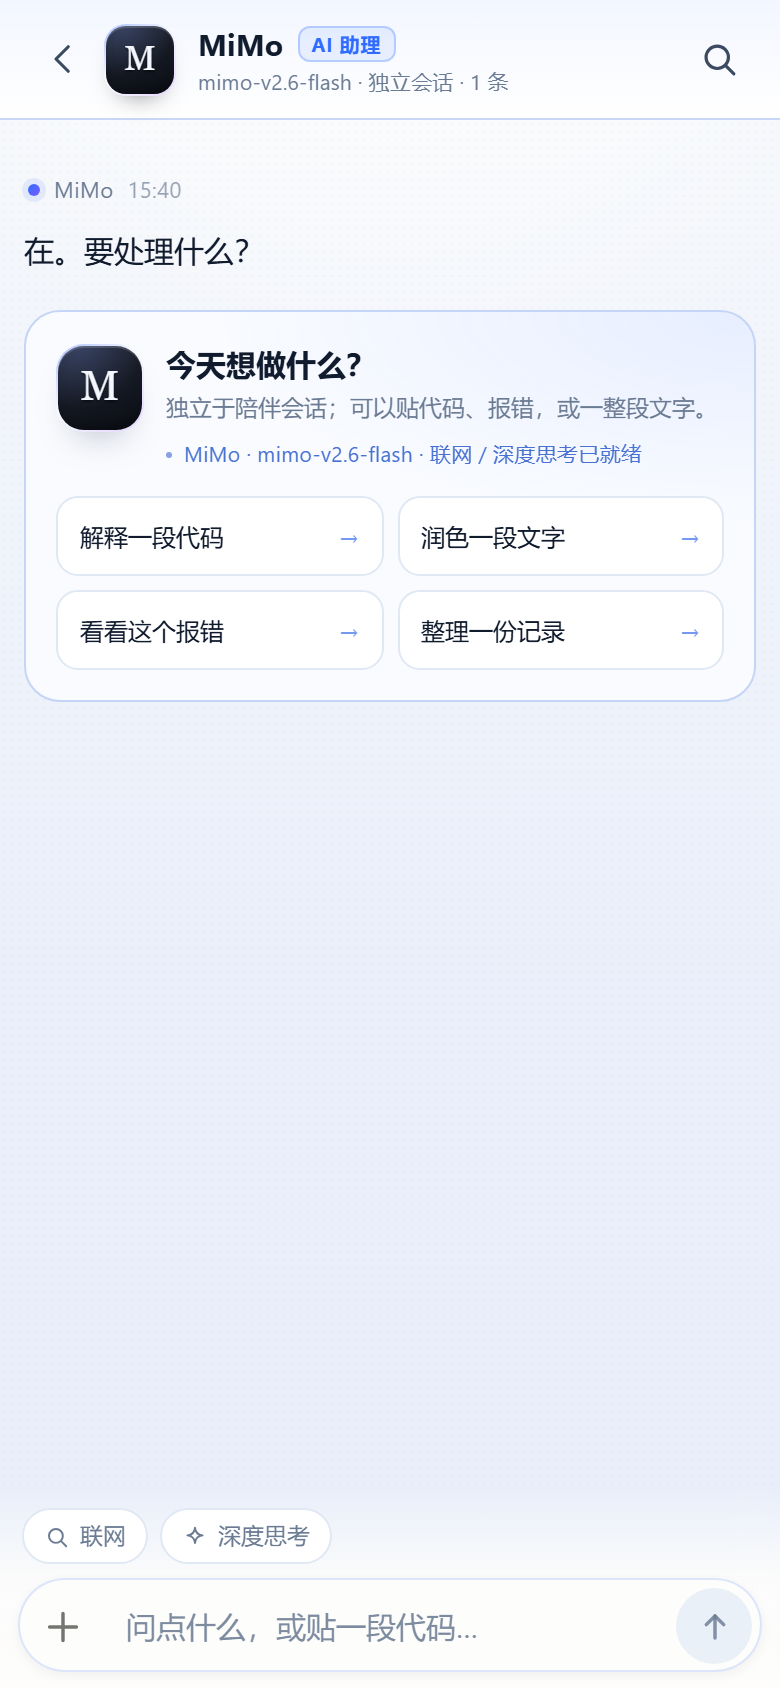 M
MiMo AI 助理
mimo-v2.6-flash · 独立会话 · 1 条
MiMo 15:40
在。要处理什么？
M
今天想做什么？
独立于陪伴会话；可以贴代码、报错，或一整段文字。
MiMo · mimo-v2.6-flash · 联网 / 深度思考已就绪
解释一段代码 →
润色一段文字 →
看看这个报错 →
整理一份记录 →
联网
深度思考
问点什么，或贴一段代码...